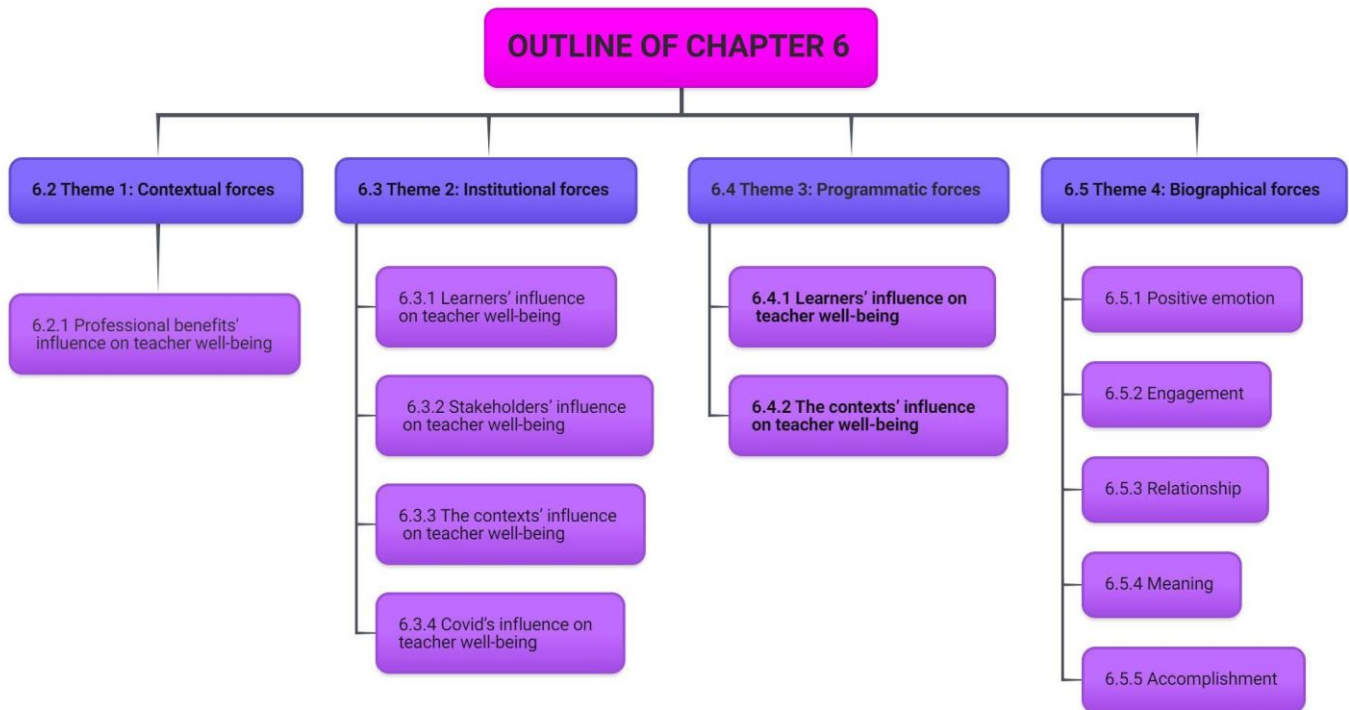 OUTLINE OF CHAPTER 6
6.2 Theme 1: Contextual forces
6.2.1 Professional benefits'
influence on teacher well-being
6.3 Theme 2: Institutional forces
6.3.1 Learners’ influence
on teacher well-being
6.3.2 Stakeholders’ influence
on teacher well-being
6.3.3 The contexts’ influence
on teacher well-being
6.3.4 Covid’s influence on
teacher well-being
6.4 Theme 3: Programmatic forces
6.4.1 Learners’ influence on
teacher well-being
6.4.2 The contexts’ influence
on teacher well-being
6.5 Theme 4: Biographical forces
6.5.1 Positive emotion
6.5.2 Engagement
6.5.3 Relationship
6.5.4 Meaning
6.5.5 Accomplishment